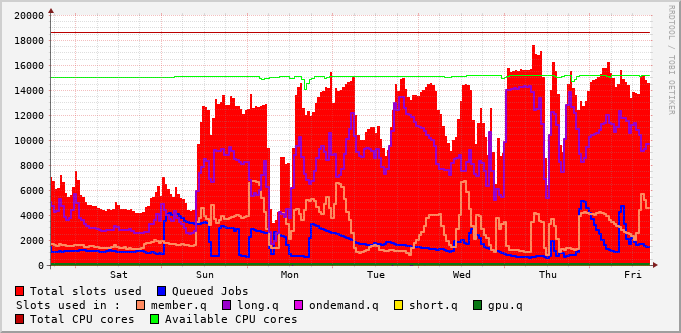 20000
18000
16000
14000
12000
10000
8000
6000
4000
2000
0
Sat Sun Mon Tue Wed Thu Fri
RRDTOOL / TOBI OETIKER
Total slots used Queued Jobs
Slots used in : member.q long.q ondemand.q short.q gpu.q
Total CPU cores Available CPU cores